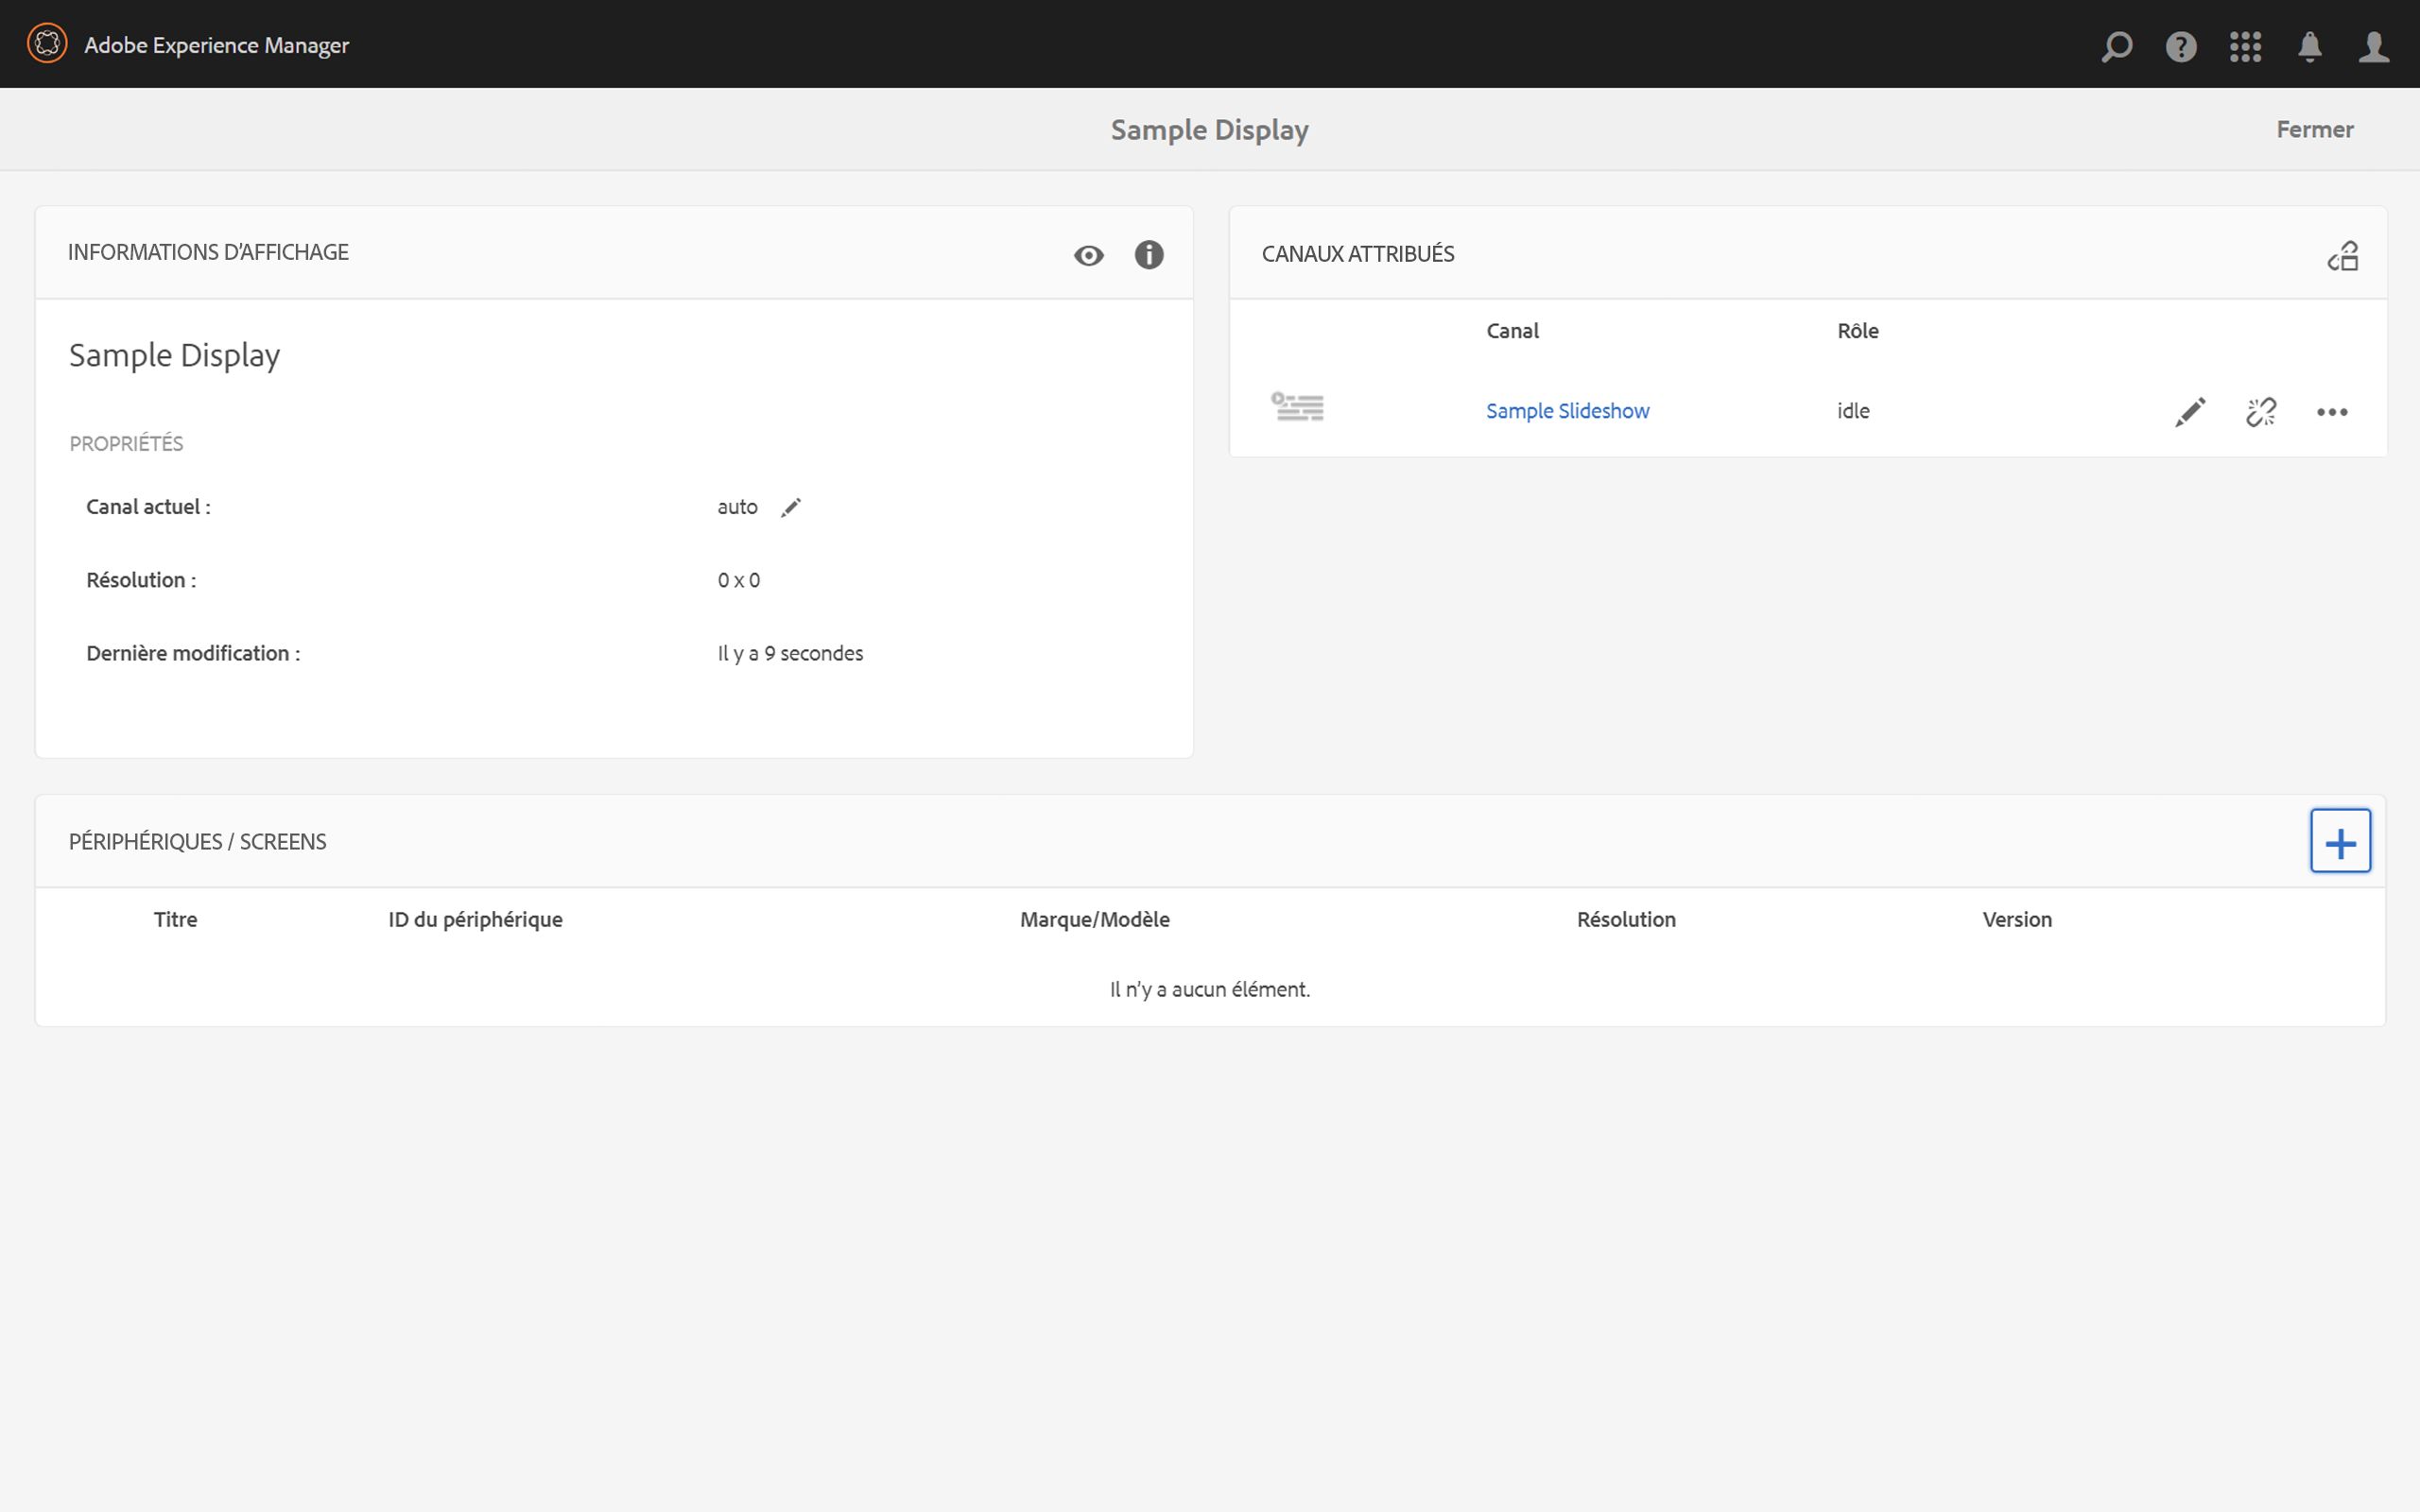 Adobe Experience Manager
Sample Display
Fermer
INFORMATIONS D’AFFICHAGE
Sample Display
PROPRIÉTÉS
Canal actuel : auto
Résolution : 0 x 0
Dernière modification : Il y a 9 secondes
CANAUX ATTRIBUÉS
Canal Rôle
Sample Slideshow idle
PÉRIPHÉRIQUES / SCREENS
Titre ID du périphérique Marque/Modèle Résolution Version
Il n’y a aucun élément.